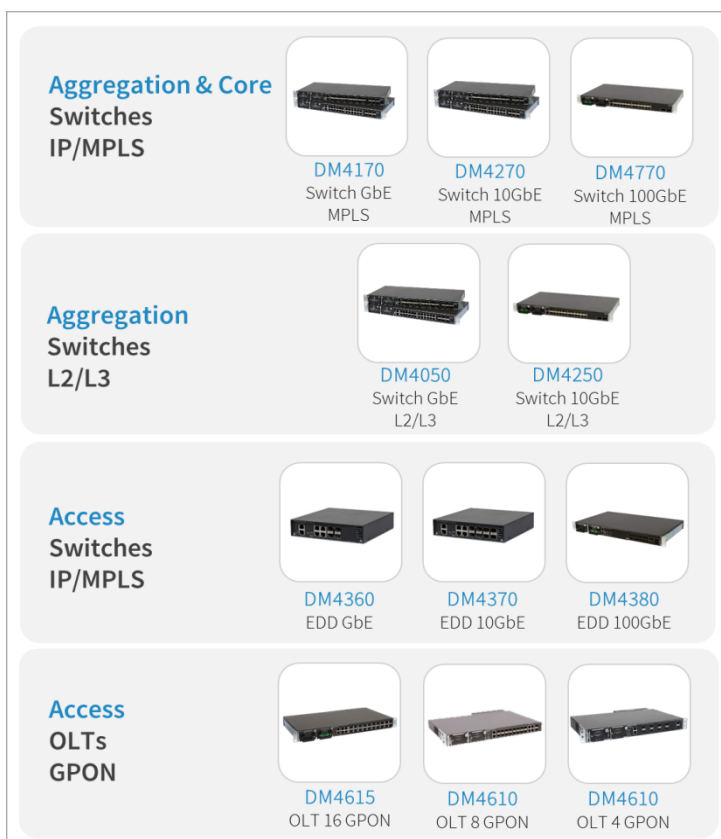 Aggregation & Core
Switches
IP/MPLS
DM4170
Switch GbE
MPLS
DM4270
Switch 10GbE
MPLS
DM4770
Switch 100GbE
MPLS
Aggregation
Switches
L2/L3
DM4050
Switch GbE
L2/L3
DM4250
Switch 10GbE
L2/L3
Access
Switches
IP/MPLS
DM4360
EDD GbE
DM4370
EDD 10GbE
DM4380
EDD 100GbE
Access
OLTs
GPON
DM4615
OLT 16 GPON
DM4610
OLT 8 GPON
DM4610
OLT 4 GPON